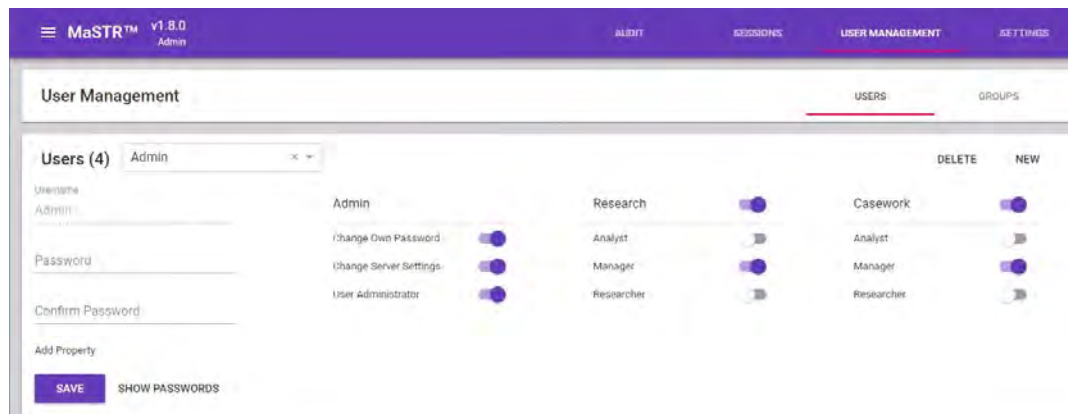 MaSTR™ v1.8.0
Admin
AUDIT SESSIONS USER MANAGEMENT SETTINGS
User Management USERS GROUPS
Users (4) Admin × DELETE NEW
Username
Admin
Password
Confirm Password
Add Property
SAVE SHOW PASSWORDS
Admin
Change Own Password
Change Server Settings
User Administrator
Research
Analyst
Manager
Researcher
Casework
Analyst
Manager
Researcher